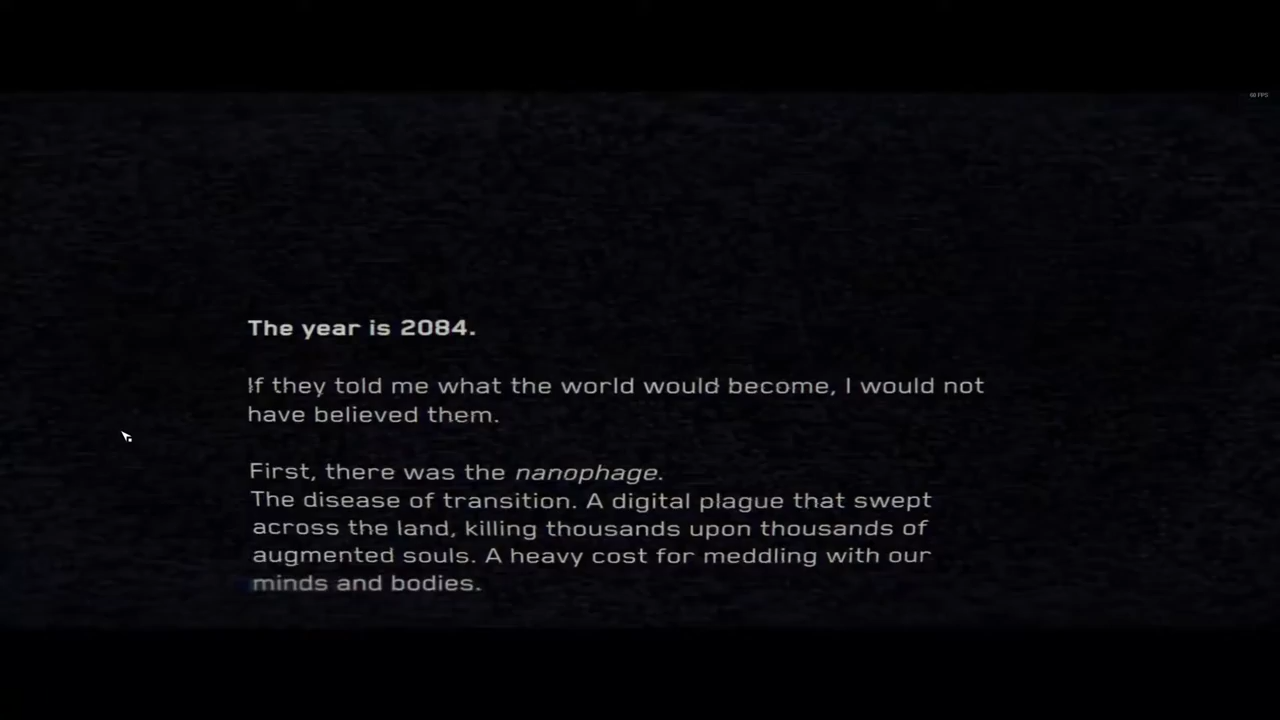 60 FPS
The year is 2084.
If they told me what the world would become, I would not
have believed them.
First, there was the nanophage.
The disease of transition. A digital plague that swept
across the land, killing thousands upon thousands of
augmented souls. A heavy cost for meddling with our
minds and bodies.